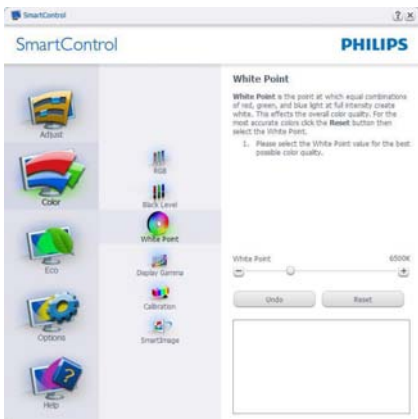 SmartControl
SmartControl
PHILIPS
Adjust
Color
Eco
Options
Help
RGB
Black Level
White Point
Display Gamma
Calibration
SmartImage
White Point
White Point is the point at which equal combinations
of red, green, and blue light at full intensity create
white. This effects the overall color quality. For the
most accurate colors click the Reset button then
select the White Point.
1. Please select the White Point value for the best
possible color quality.
White Point 6500K
Undo Reset